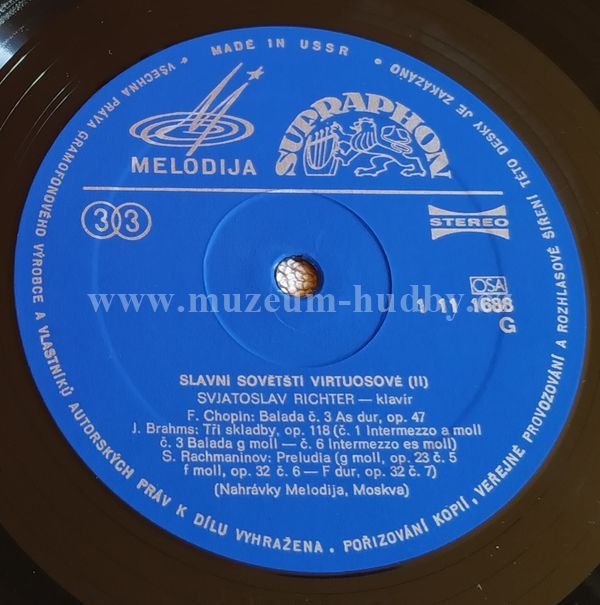 MADE IN USSR
MELODIJA
SUPRAPHON
33
STEREO
OSA
1 11 1688
G
www.muzeum-hudby.
SLAVNÍ SOVĚTŠTÍ VIRTUOSOVÉ (II)
SVJATOSLAV RICHTER — klavír
F. Chopin: Balada č. 3 As dur, op. 47
J. Brahms: Tři skladby, op. 118 (č. 1 Intermezzo a moll
č. 3 Balada g moll — č. 6 Intermezzo es moll)
S. Rachmaninov: Preludia (g moll, op. 23 č. 5
f moll, op. 32 č. 6 — F dur, op. 32 č. 7)
(Nahrávky Melodija, Moskva)
• VŠECHNA PRÁVA GRAMOFONOVÉHO VÝROBCE A VLASTNÍKŮ AUTORSKÝCH PRÁV K DÍLU VYHRAŽENA. POŘIZOVÁNÍ KOPIÍ, VEŘEJNÉ PROVOZOVÁNÍ A ROZHLASOVÉ ŠÍŘENÍ TÉTO DESKY JE ZAKÁZÁNO •